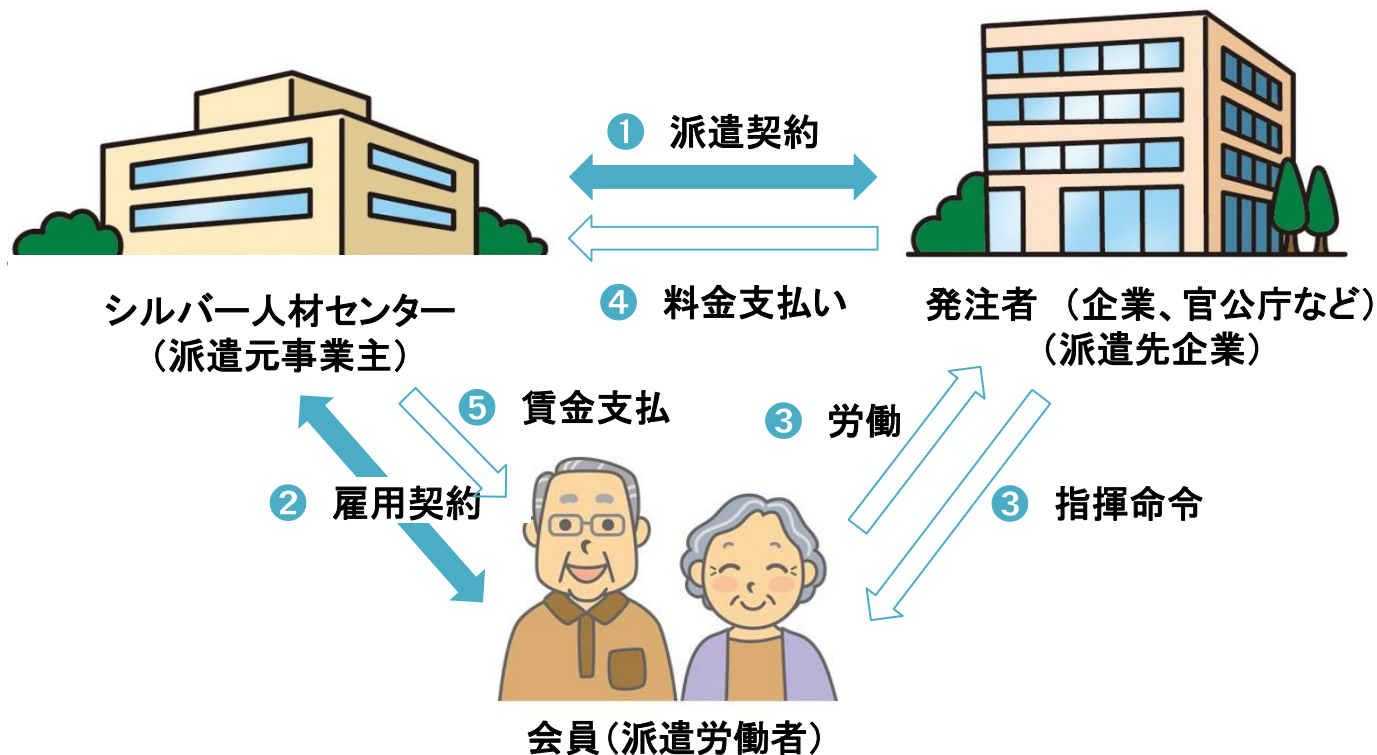 ❶ 派遣契約
❹ 料金支払い
シルバー人材センター
（派遣元事業主）
発注者 （企業、官公庁など）
（派遣先企業）
❺ 賃金支払
❸ 労働
❷ 雇用契約
❸ 指揮命令
会員（派遣労働者）